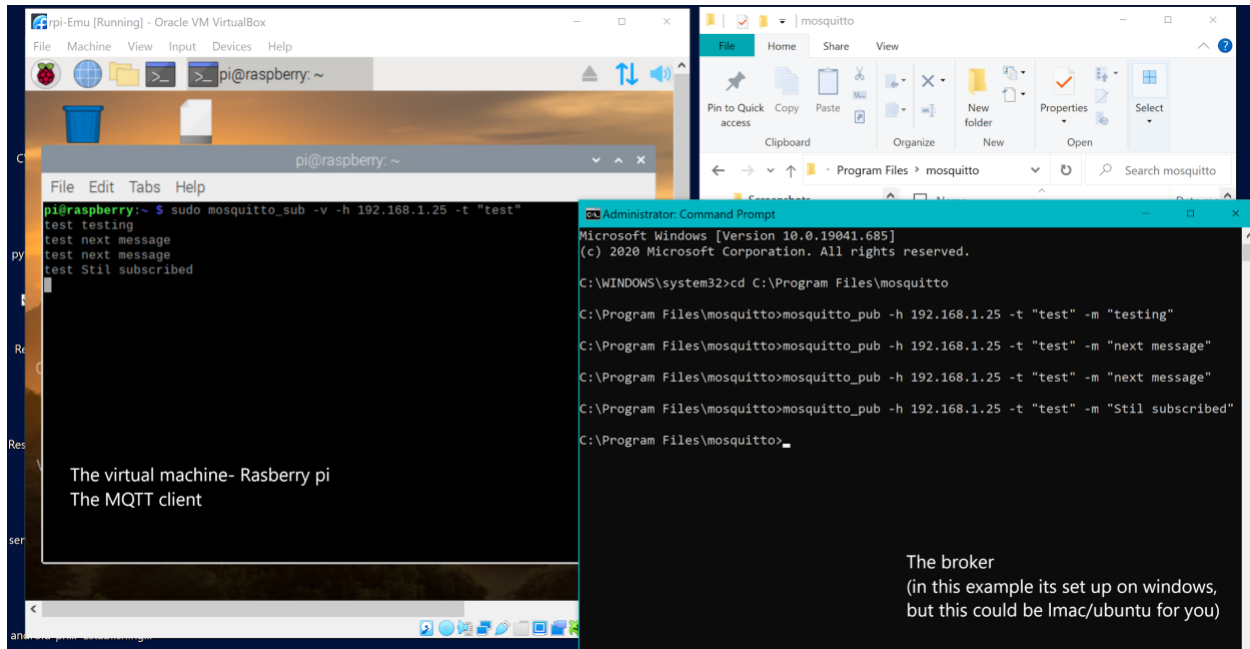 rpi-Emu [Running] - Oracle VM VirtualBox
File Machine View Input Devices Help
pi@raspberry: ~
pi@raspberry: ~
File Edit Tabs Help
pi@raspberry:~ $ sudo mosquitto_sub -v -h 192.168.1.25 -t "test"
test testing
test next message
test next message
test Stil subscribed
The virtual machine- Rasberry pi
The MQTT client
mosquitto
File Home Share View
Pin to Quick access
Copy
Paste
New folder
Properties
Select
Clipboard Organize New Open
Program Files > mosquitto
Search mosquitto
Administrator: Command Prompt
Microsoft Windows [Version 10.0.19041.685]
(c) 2020 Microsoft Corporation. All rights reserved.
C:\WINDOWS\system32>cd C:\Program Files\mosquitto
C:\Program Files\mosquitto>mosquitto_pub -h 192.168.1.25 -t "test" -m "testing"
C:\Program Files\mosquitto>mosquitto_pub -h 192.168.1.25 -t "test" -m "next message"
C:\Program Files\mosquitto>mosquitto_pub -h 192.168.1.25 -t "test" -m "next message"
C:\Program Files\mosquitto>mosquitto_pub -h 192.168.1.25 -t "test" -m "Stil subscribed"
C:\Program Files\mosquitto>
The broker
(in this example its set up on windows,
but this could be lmac/ubuntu for you)